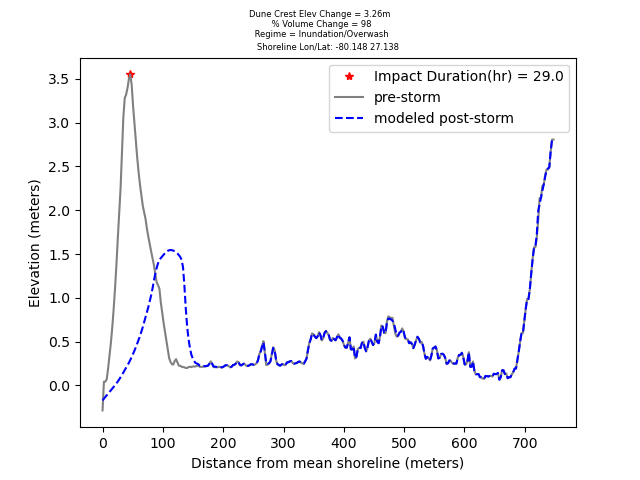 Dune Crest Elev Change = 3.26m
% Volume Change = 98
Regime = Inundation/Overwash
Shoreline Lon/Lat: -80.148 27.138
Impact Duration(hr) = 29.0
pre-storm
modeled post-storm
Elevation (meters)
3.5
3.0
2.5
2.0
1.5
1.0
0.5
0.0
0 100 200 300 400 500 600 700
Distance from mean shoreline (meters)